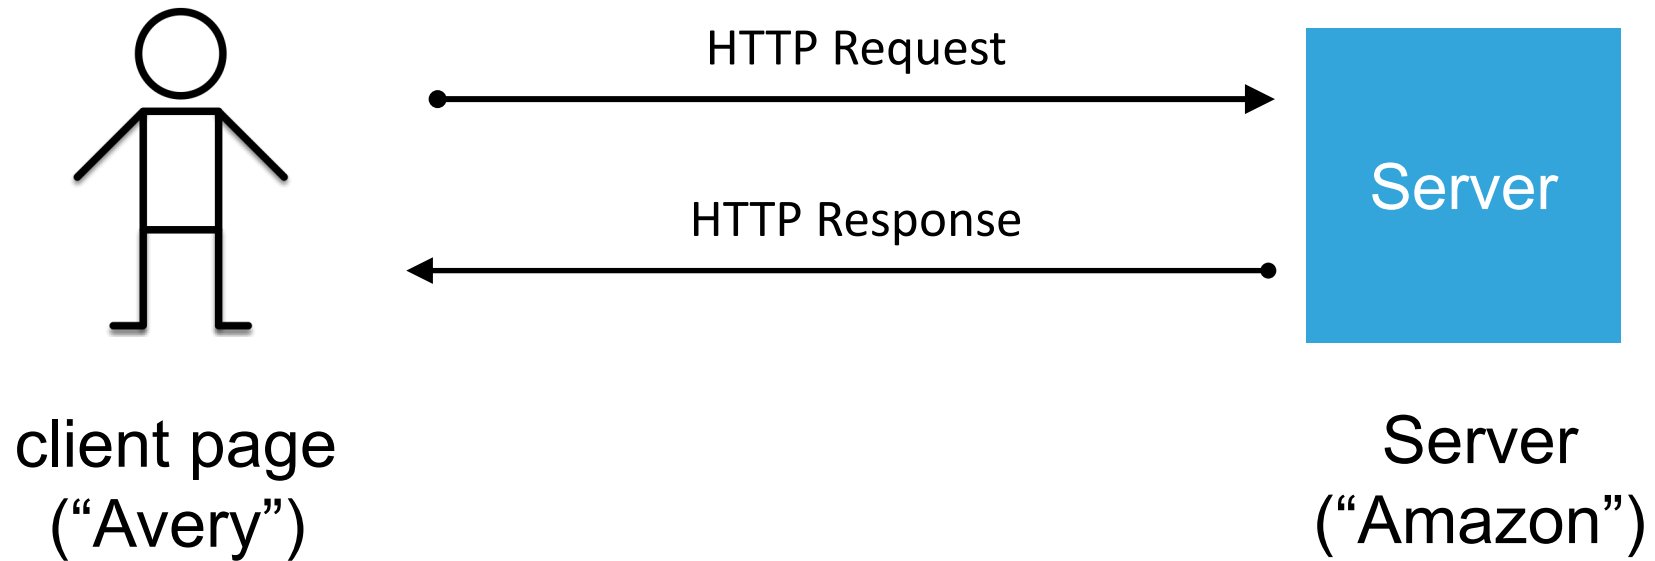 HTTP Request
Server
HTTP Response
client page
(“Avery”)
Server
(“Amazon”)